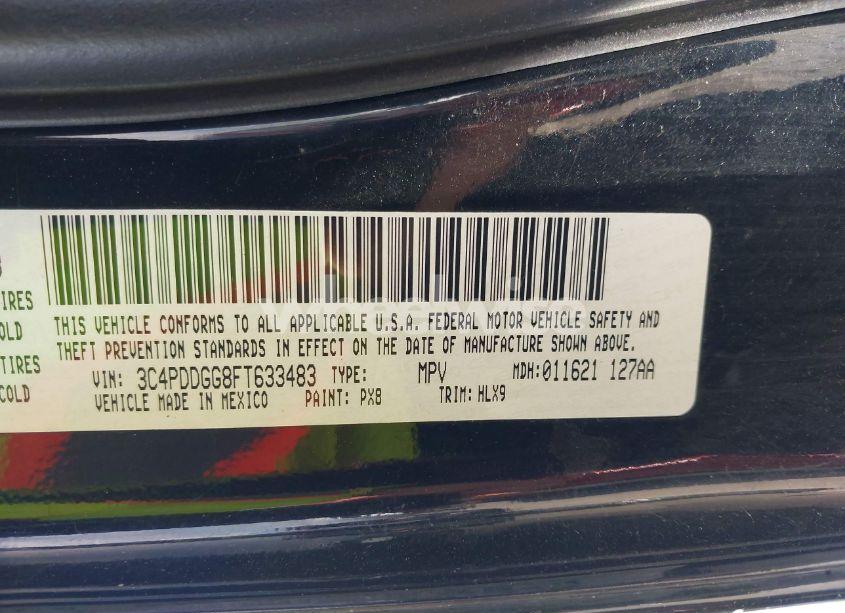 IRES
OLD
TIRES
COLD
THIS VEHICLE CONFORMS TO ALL APPLICABLE U.S.A. FEDERAL MOTOR VEHICLE SAFETY AND
THEFT PREVENTION STANDARDS IN EFFECT ON THE DATE OF MANUFACTURE SHOWN ABOVE.
VIN: 3C4PDDGG8FT633483 TYPE: MPV MDH:011621 127AA
VEHICLE MADE IN MEXICO PAINT: PX8 TRIM: HLX9